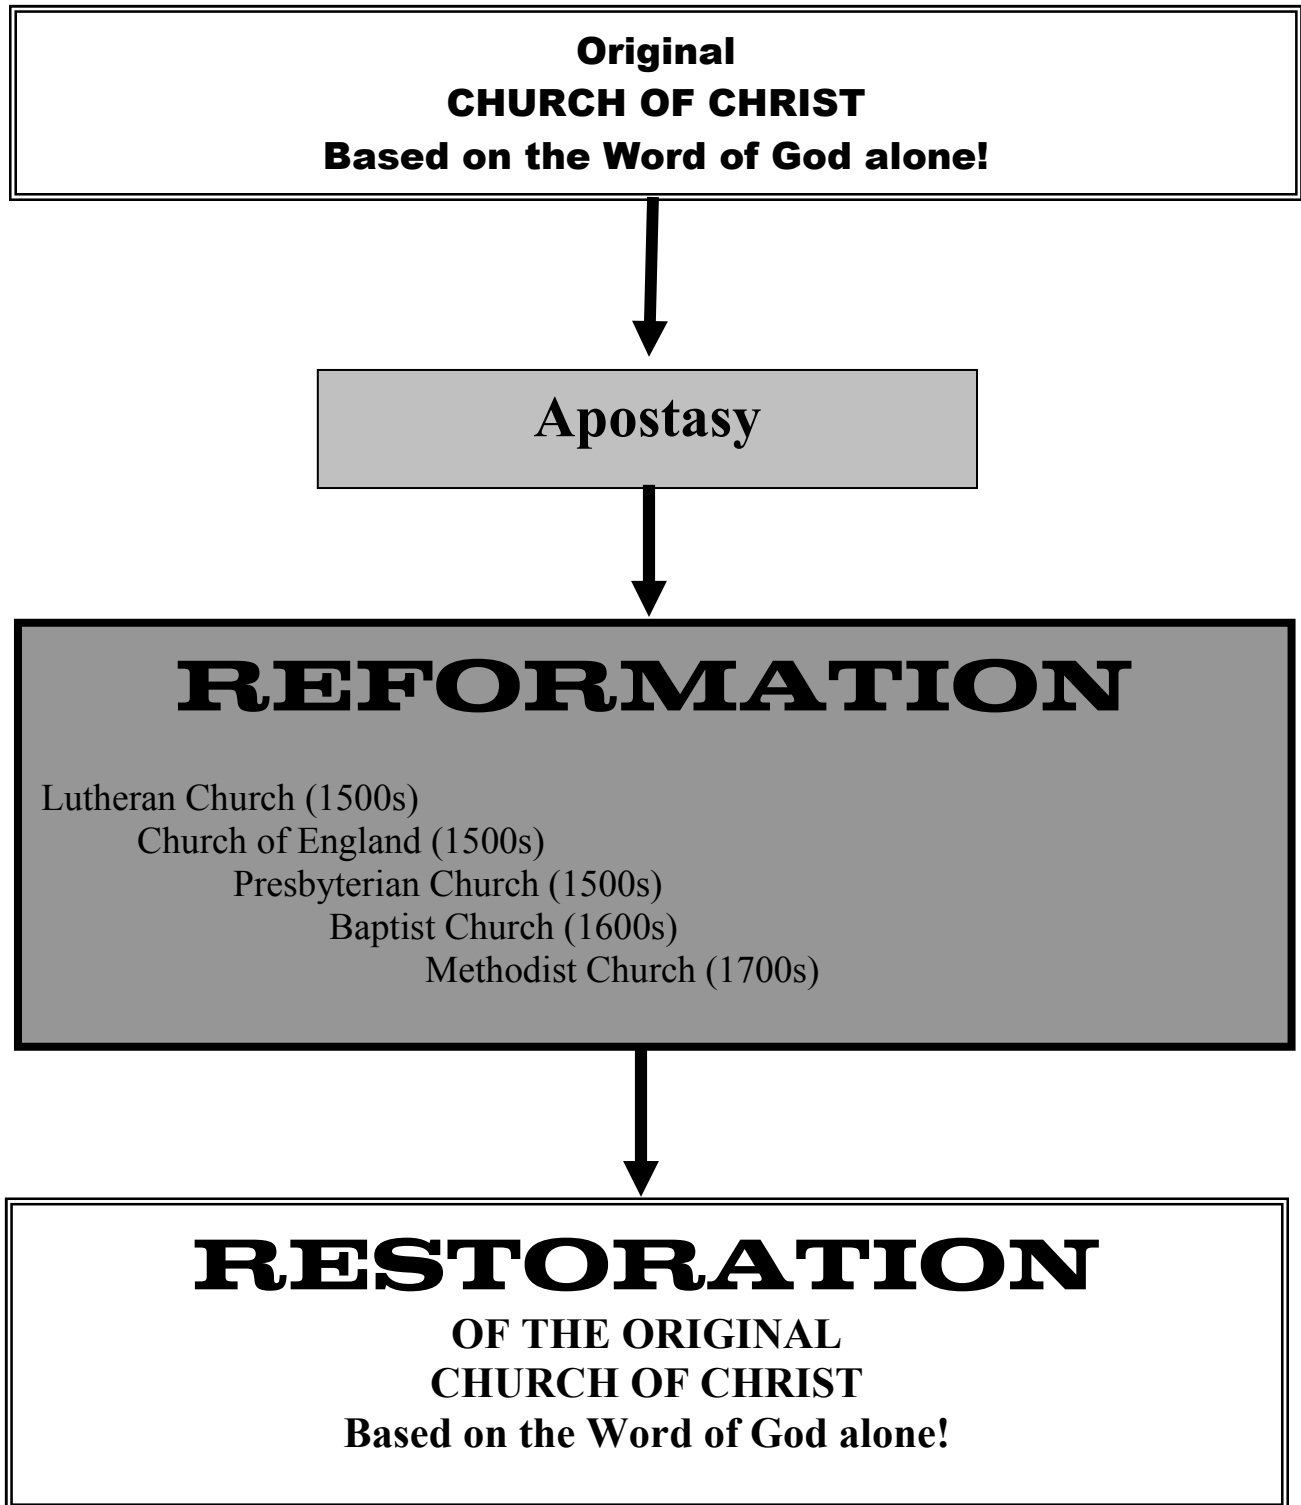 Original
CHURCH OF CHRIST
Based on the Word of God alone!
Apostasy
REFORMATION
Lutheran Church (1500s)
Church of England (1500s)
Presbyterian Church (1500s)
Baptist Church (1600s)
Methodist Church (1700s)
RESTORATION
OF THE ORIGINAL
CHURCH OF CHRIST
Based on the Word of God alone!